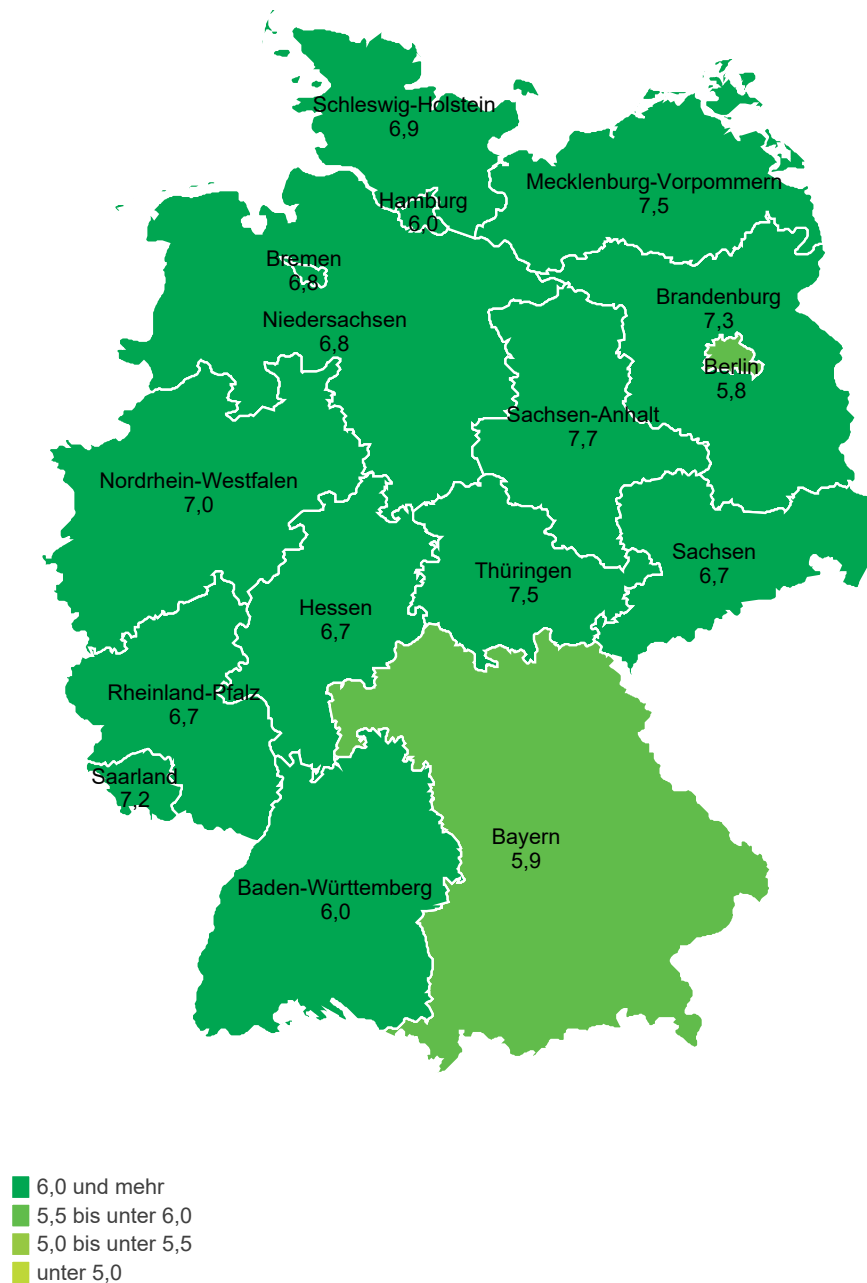 Schleswig-Holstein
6,9
Mecklenburg-Vorpommern
7,5
Hamburg
6,0
Bremen
6,8
Brandenburg
7,3
Niedersachsen
6,8
Berlin
5,8
Sachsen-Anhalt
7,7
Nordrhein-Westfalen
7,0
Sachsen
6,7
Thüringen
7,5
Hessen
6,7
Rheinland-Pfalz
6,7
Saarland
7,2
Bayern
5,9
Baden-Württemberg
6,0
6,0 und mehr
5,5 bis unter 6,0
5,0 bis unter 5,5
unter 5,0